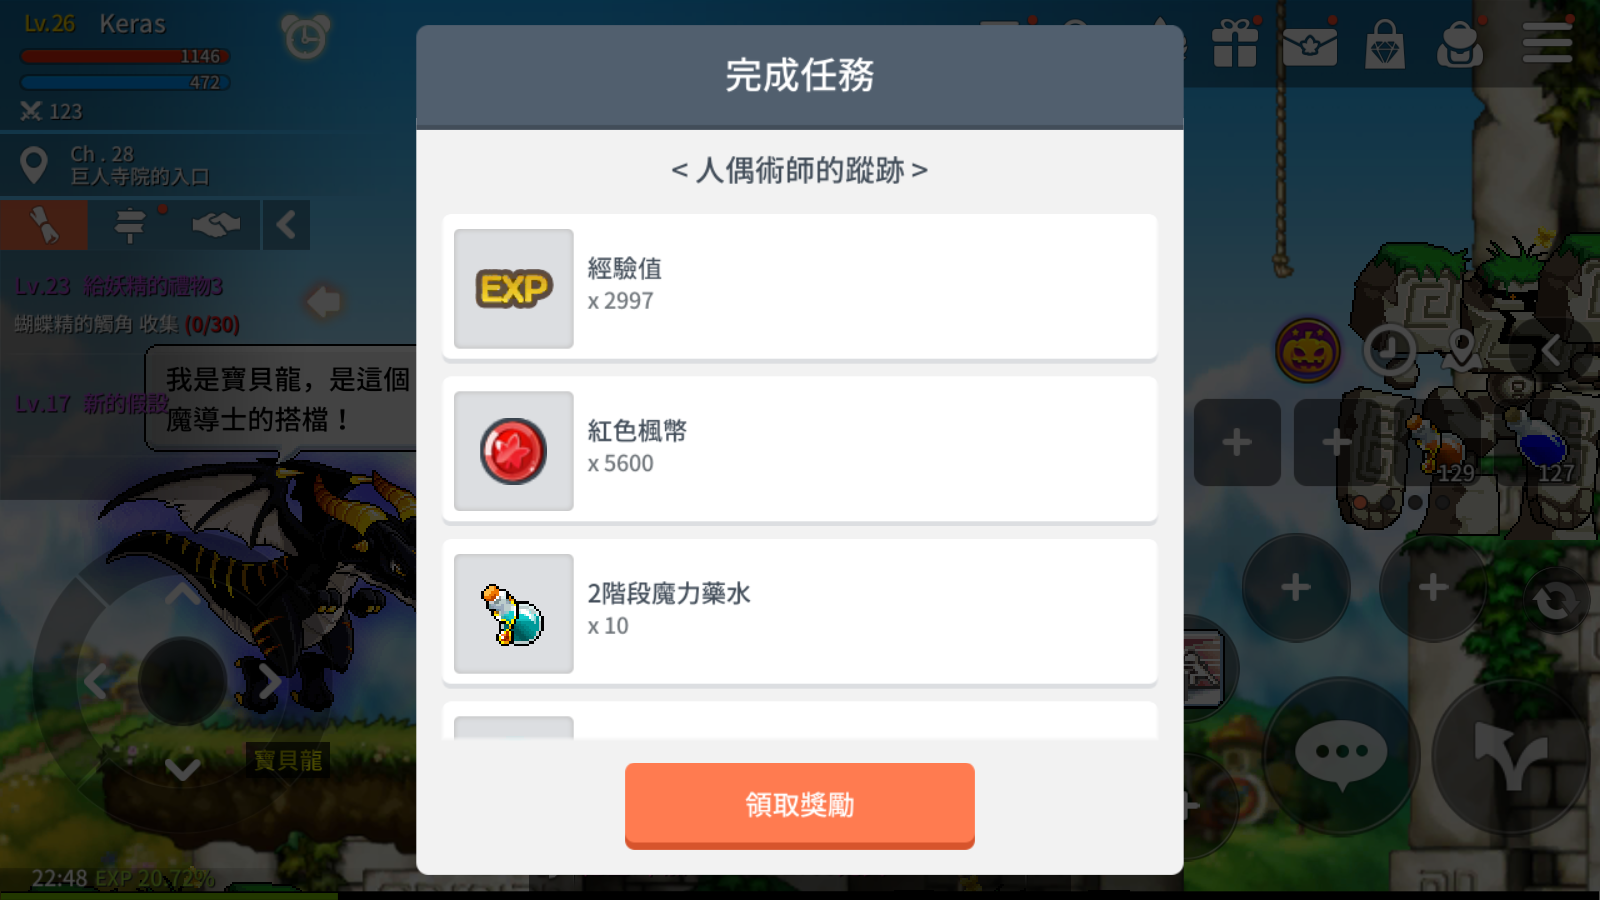 Lv.26 Keras
1146
472
123
Ch . 28
巨人寺院的入口
Lv.23 給妖精的禮物3
蝴蝶精的觸角 收集 (0/30)
Lv.17 新的假設
我是寶貝龍，是這個
魔導士的搭檔！
寶貝龍
22:48 EXP 20.72%
完成任務
< 人偶術師的蹤跡 >
EXP
經驗值
x 2997
紅色楓幣
x 5600
2階段魔力藥水
x 10
領取獎勵
129
127